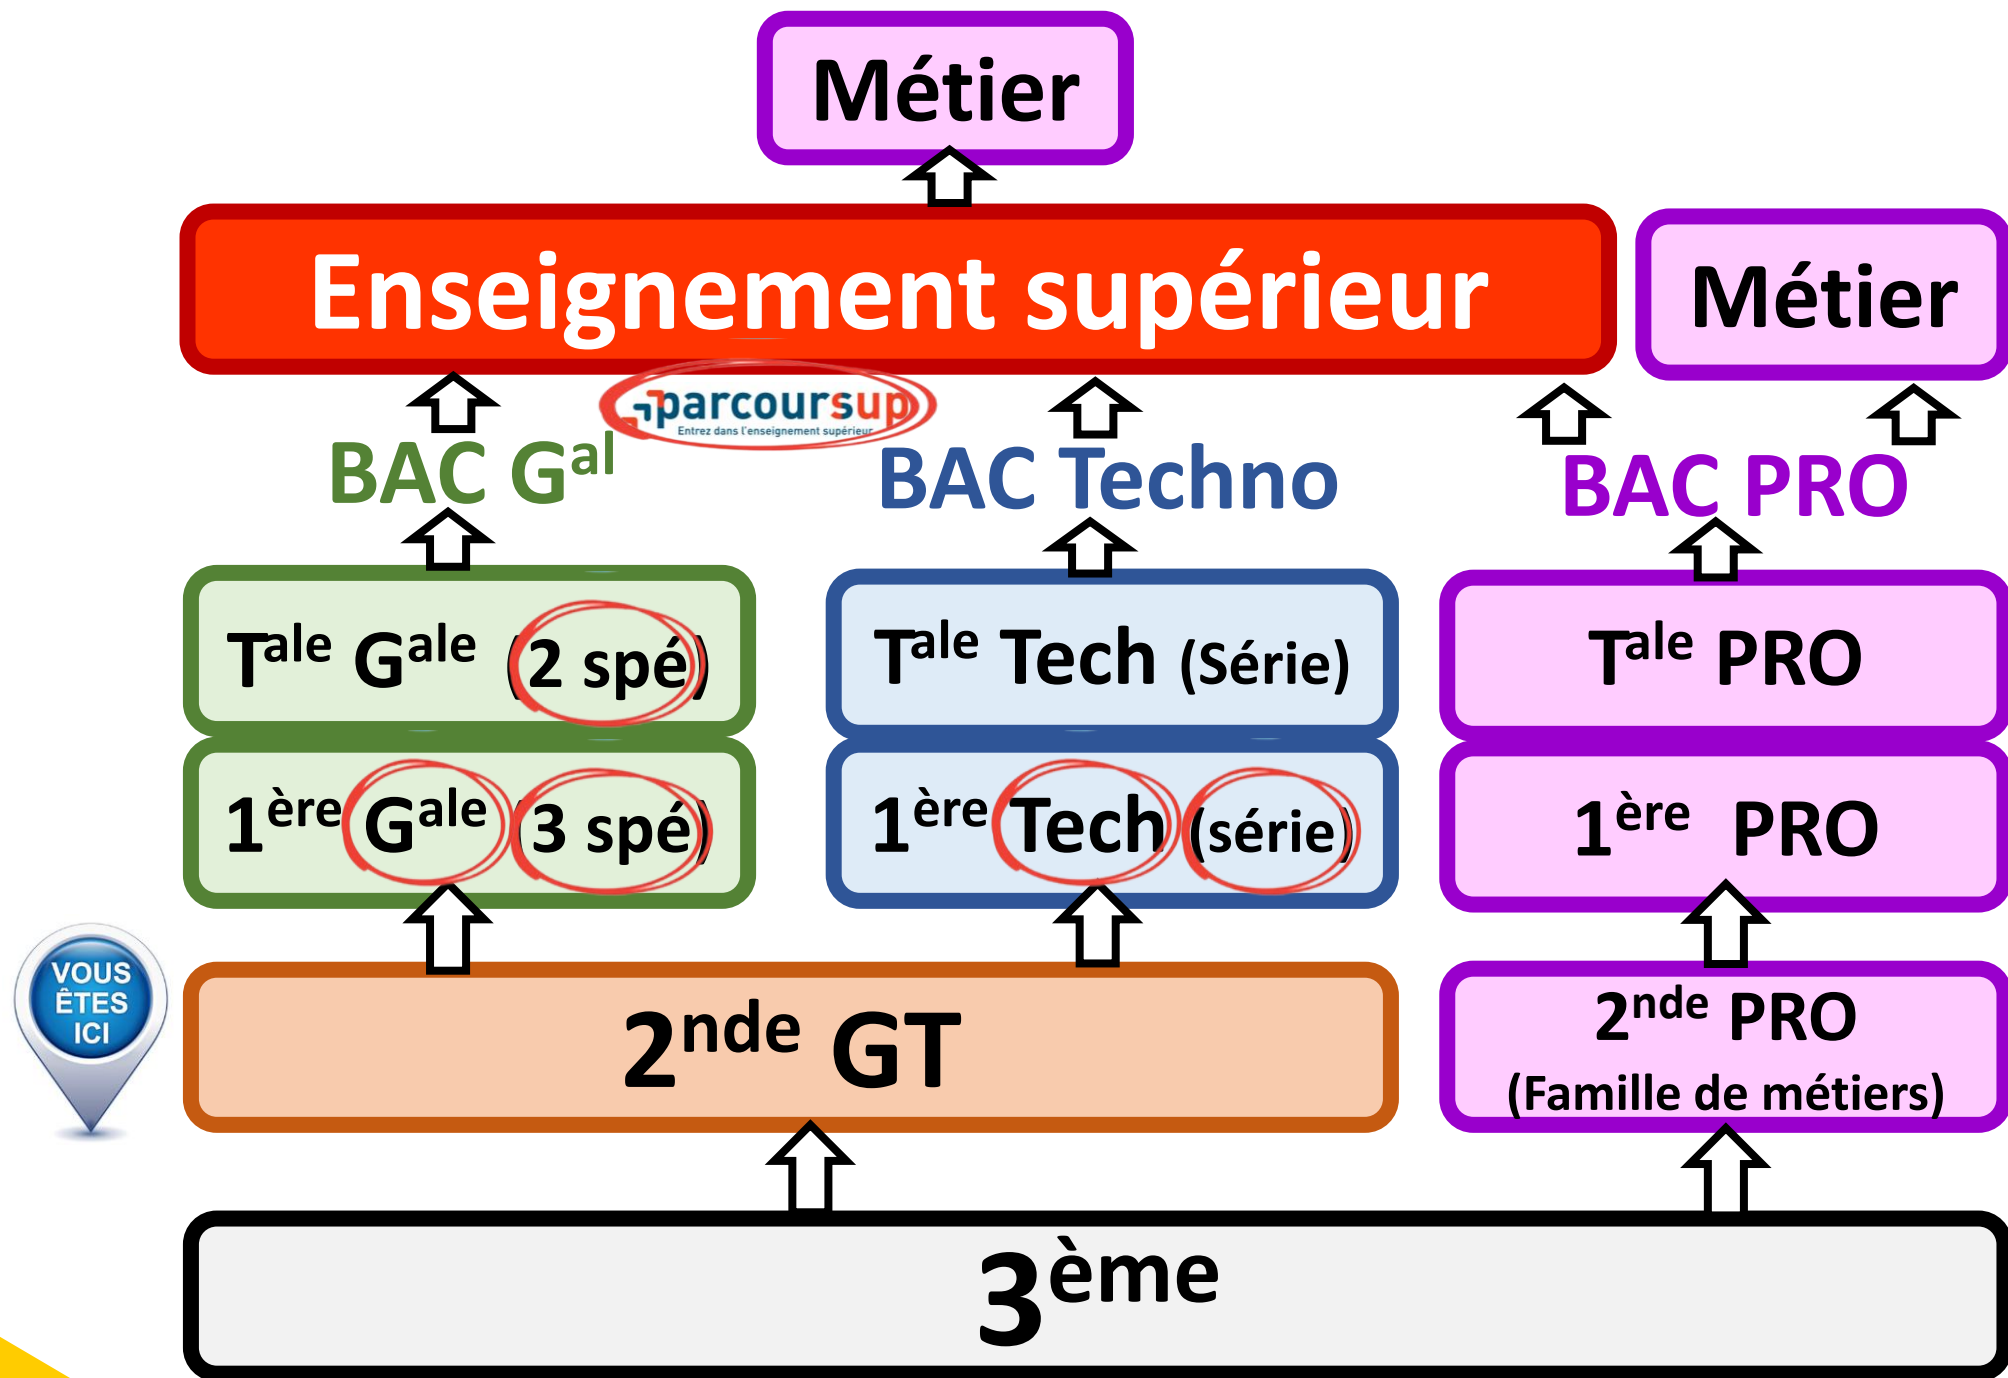 Métier
Enseignement supérieur
Métier
parcoursup
Entrez dans l'enseignement supérieur
BAC Gal
BAC Techno
BAC PRO
Tale Gale (2 spé)
Tale Tech (Série)
Tale PRO
1ère Gale (3 spé)
1ère Tech (série)
1ère PRO
VOUS
ÊTES
ICI
2nde GT
2nde PRO
(Famille de métiers)
3ème